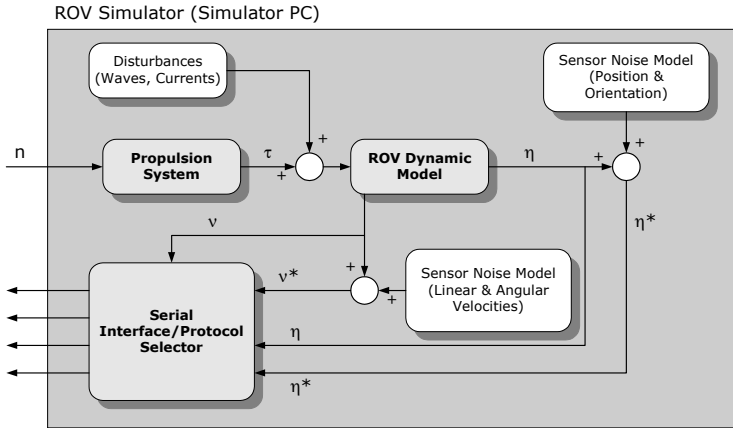 ROV Simulator (Simulator PC)
Disturbances
(Waves, Currents)
Sensor Noise Model
(Position &
Orientation)
n
Propulsion
System
τ
+
+
ROV Dynamic
Model
η
+
+
ν
η*
Serial
Interface/Protocol
Selector
ν*
+
+
Sensor Noise Model
(Linear & Angular
Velocities)
η
η*